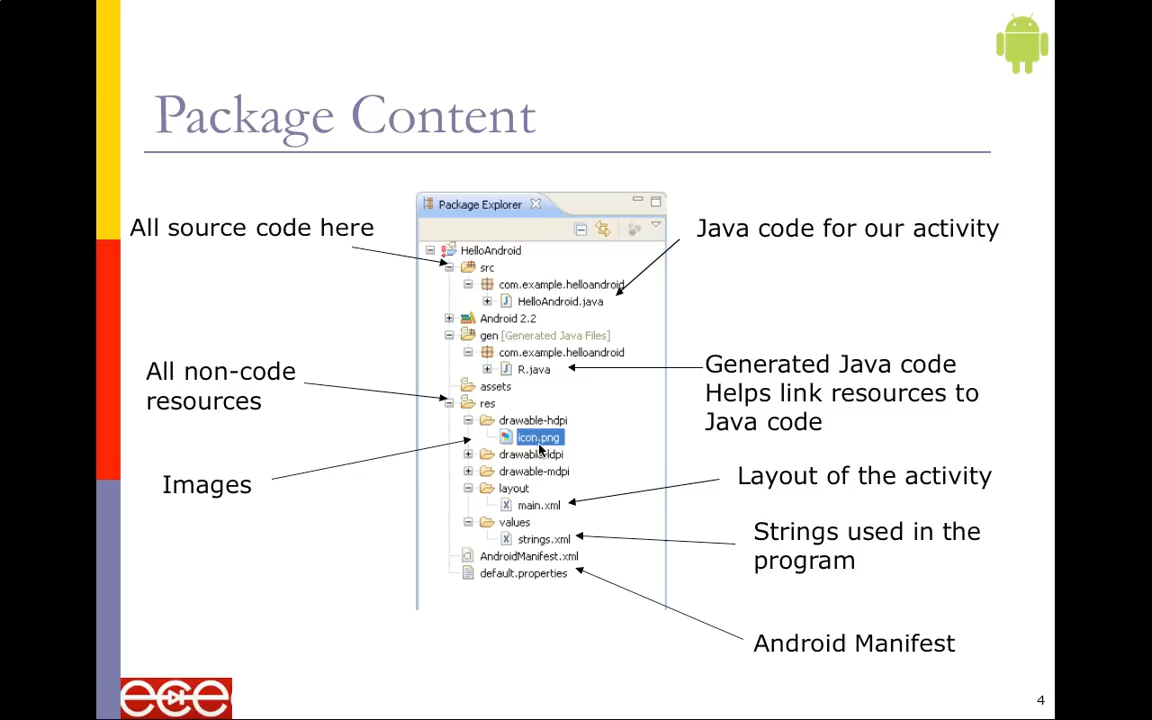 Package Content
All source code here
All non-code
resources
Images
Package Explorer
HelloAndroid
src
com.example.helloandroid
HelloAndroid.java
Android 2.2
gen [Generated Java Files]
com.example.helloandroid
R.java
assets
res
drawable-hdpi
icon.png
drawable-ldpi
drawable-mdpi
layout
main.xml
values
strings.xml
AndroidManifest.xml
default.properties
Java code for our activity
Generated Java code
Helps link resources to
Java code
Layout of the activity
Strings used in the
program
Android Manifest
ece
4